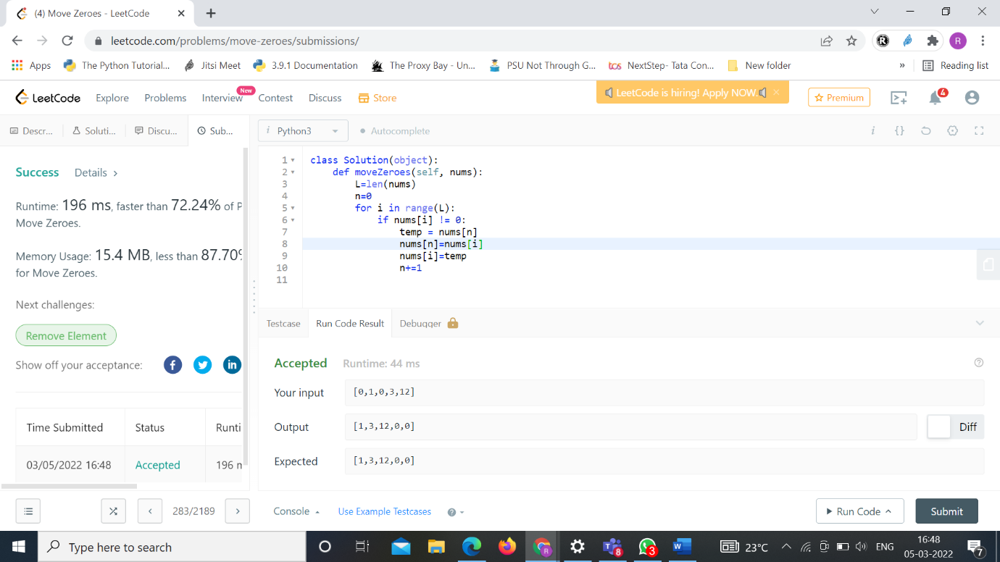 (4) Move Zeroes - LeetCode
leetcode.com/problems/move-zeroes/submissions/
R
R
Apps
The Python Tutorial...
Jitsi Meet
3.9.1 Documentation
The Proxy Bay - Un...
PSU Not Through G...
tcs
NextStep- Tata Con...
New folder
»
Reading list
LeetCode
Explore
Problems
Interview
New
Contest
Discuss
Store
LeetCode is hiring! Apply NOW.
Premium
4
Descr...
Soluti...
Discu...
Sub...
i Python3
Autocomplete
i
{}
Success
Details >
Runtime: 196 ms, faster than 72.24% of P
Move Zeroes.
Memory Usage: 15.4 MB, less than 87.70%
for Move Zeroes.
Next challenges:
Remove Element
Show off your acceptance:
f
in
Time Submitted
Status
Runti
03/05/2022 16:48
Accepted
196 m
1 class Solution(object):
2     def moveZeroes(self, nums):
3         L=len(nums)
4         n=0
5         for i in range(L):
6             if nums[i] != 0:
7                 temp = nums[n]
8                 nums[n]=nums[i]
9                 nums[i]=temp
10                 n+=1
11
Testcase
Run Code Result
Debugger
Accepted
Runtime: 44 ms
?
Your input
[0,1,0,3,12]
Output
[1,3,12,0,0]
Diff
Expected
[1,3,12,0,0]
283/2189
Console
Use Example Testcases
?
Run Code
Submit
Type here to search
R
T
8
3
W
23°C
ENG
16:48
05-03-2022
7